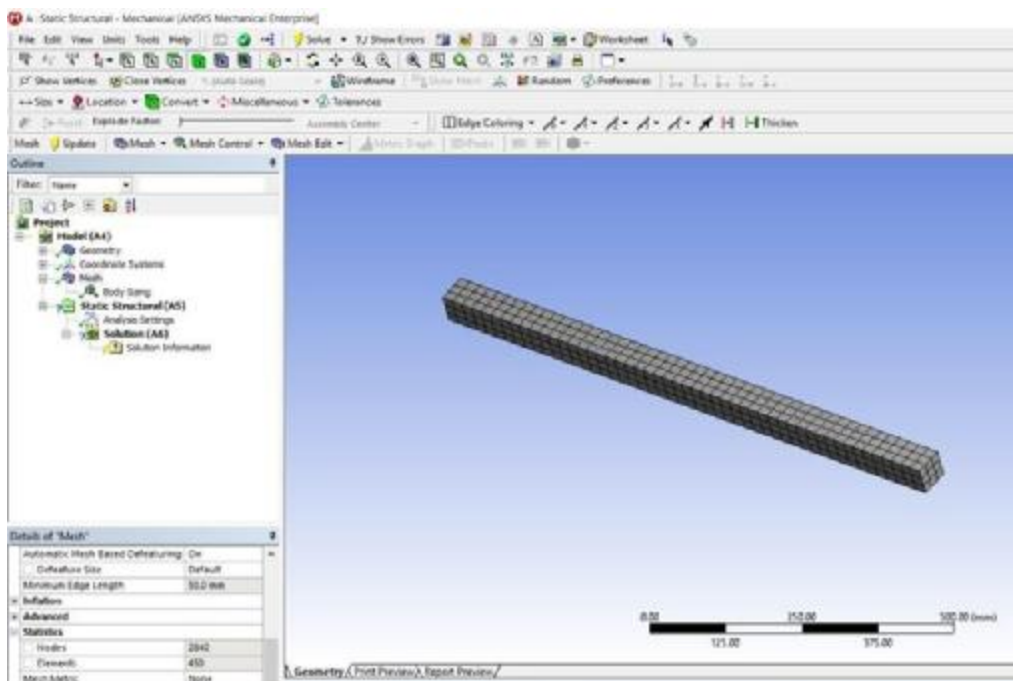 A : Static Structural - Mechanical [ANSYS Mechanical Enterprise]
File Edit View Units Tools Help Solve ?/ Show Errors Worksheet
Show Vertices Close Vertices Wireframe Show Mesh Random Preferences
Size Location Convert Miscellaneous Tolerances
Explode Factor Assembly Center Edge Coloring Thicken
Mesh Update Mesh Mesh Control Mesh Edit Metric Graph
Outline
Filter: Name
Project
Model (A4)
Geometry
Coordinate Systems
Mesh
Body Sizing
Static Structural (A5)
Analysis Settings
Solution (A6)
Solution Information
Details of "Mesh"
Automatic Mesh Based Defeaturing On
Defeature Size Default
Minimum Edge Length 50.0 mm
Inflation
Advanced
Statistics
Nodes 2842
Elements 450
Mesh Metric None
0.00 250.00 500.00 (mm)
125.00 375.00
Geometry Print Preview Report Preview